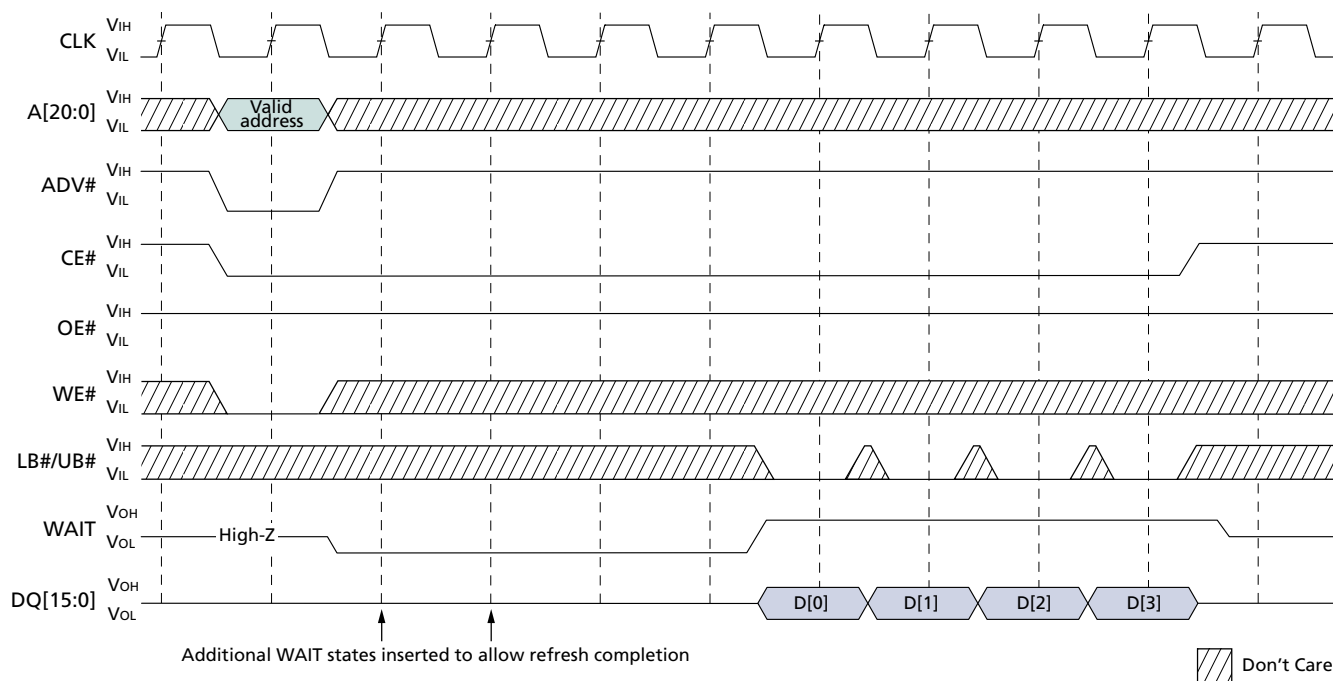 CLK VIH
VIL
A[20:0] VIH
VIL
Valid
address
ADV# VIH
VIL
CE# VIH
VIL
OE# VIH
VIL
WE# VIH
VIL
LB#/UB# VIH
VIL
WAIT VOH
VOL
High-Z
DQ[15:0] VOH
VOL
D[0] D[1] D[2] D[3]
Additional WAIT states inserted to allow refresh completion
Don’t Care